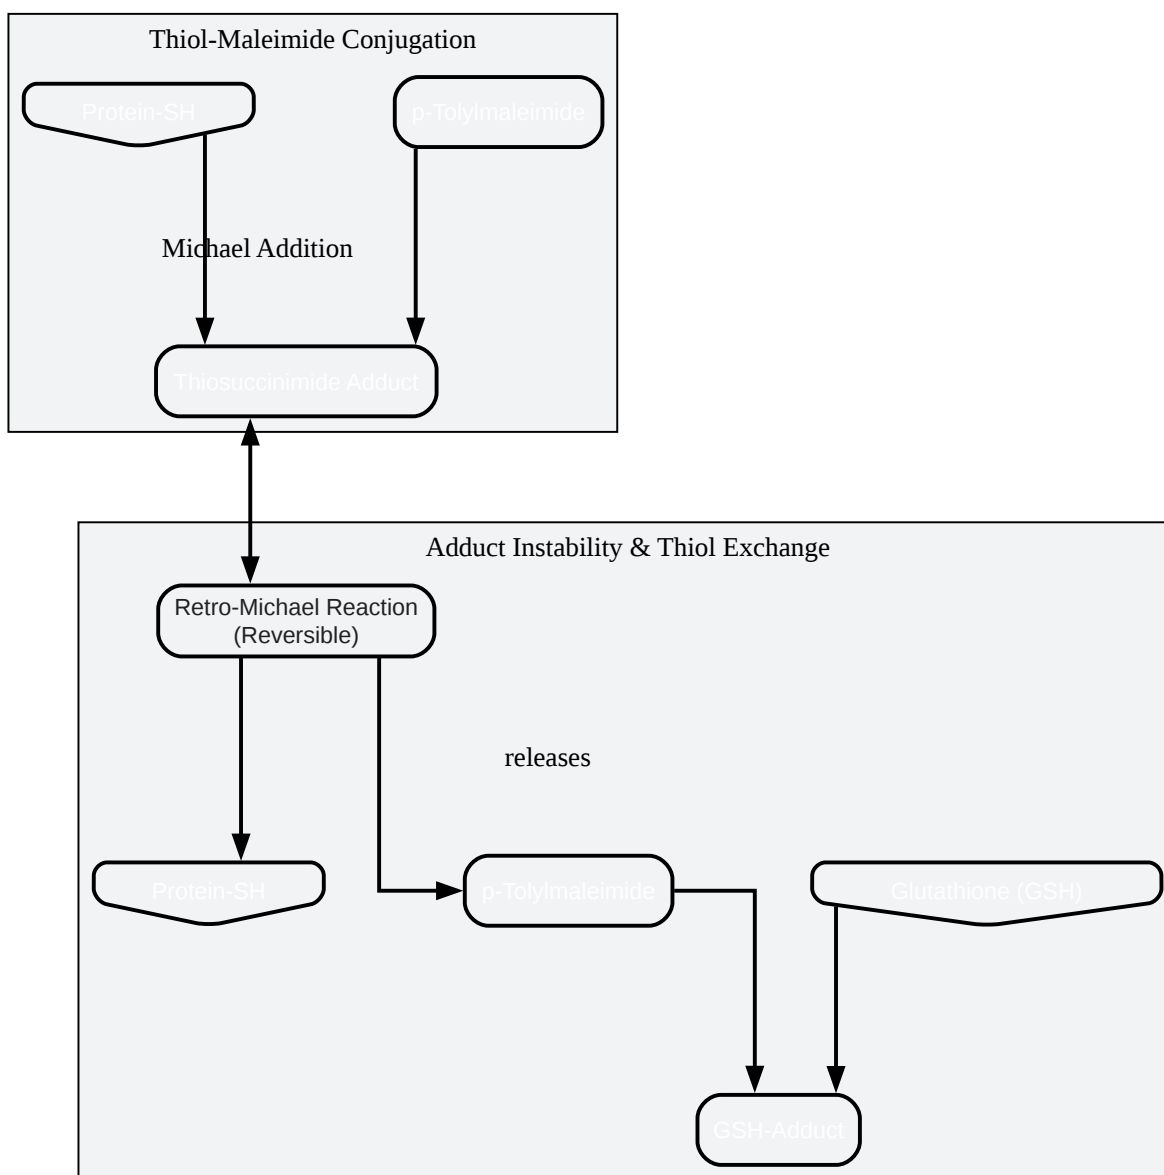 Thiol-Maleimide Conjugation
Protein-SH
p-Tolylmaleimide
Michael Addition
Thiosuccinimide Adduct
Adduct Instability & Thiol Exchange
Retro-Michael Reaction
(Reversible)
releases
Protein-SH
p-Tolylmaleimide
Glutathione (GSH)
GSH-Adduct